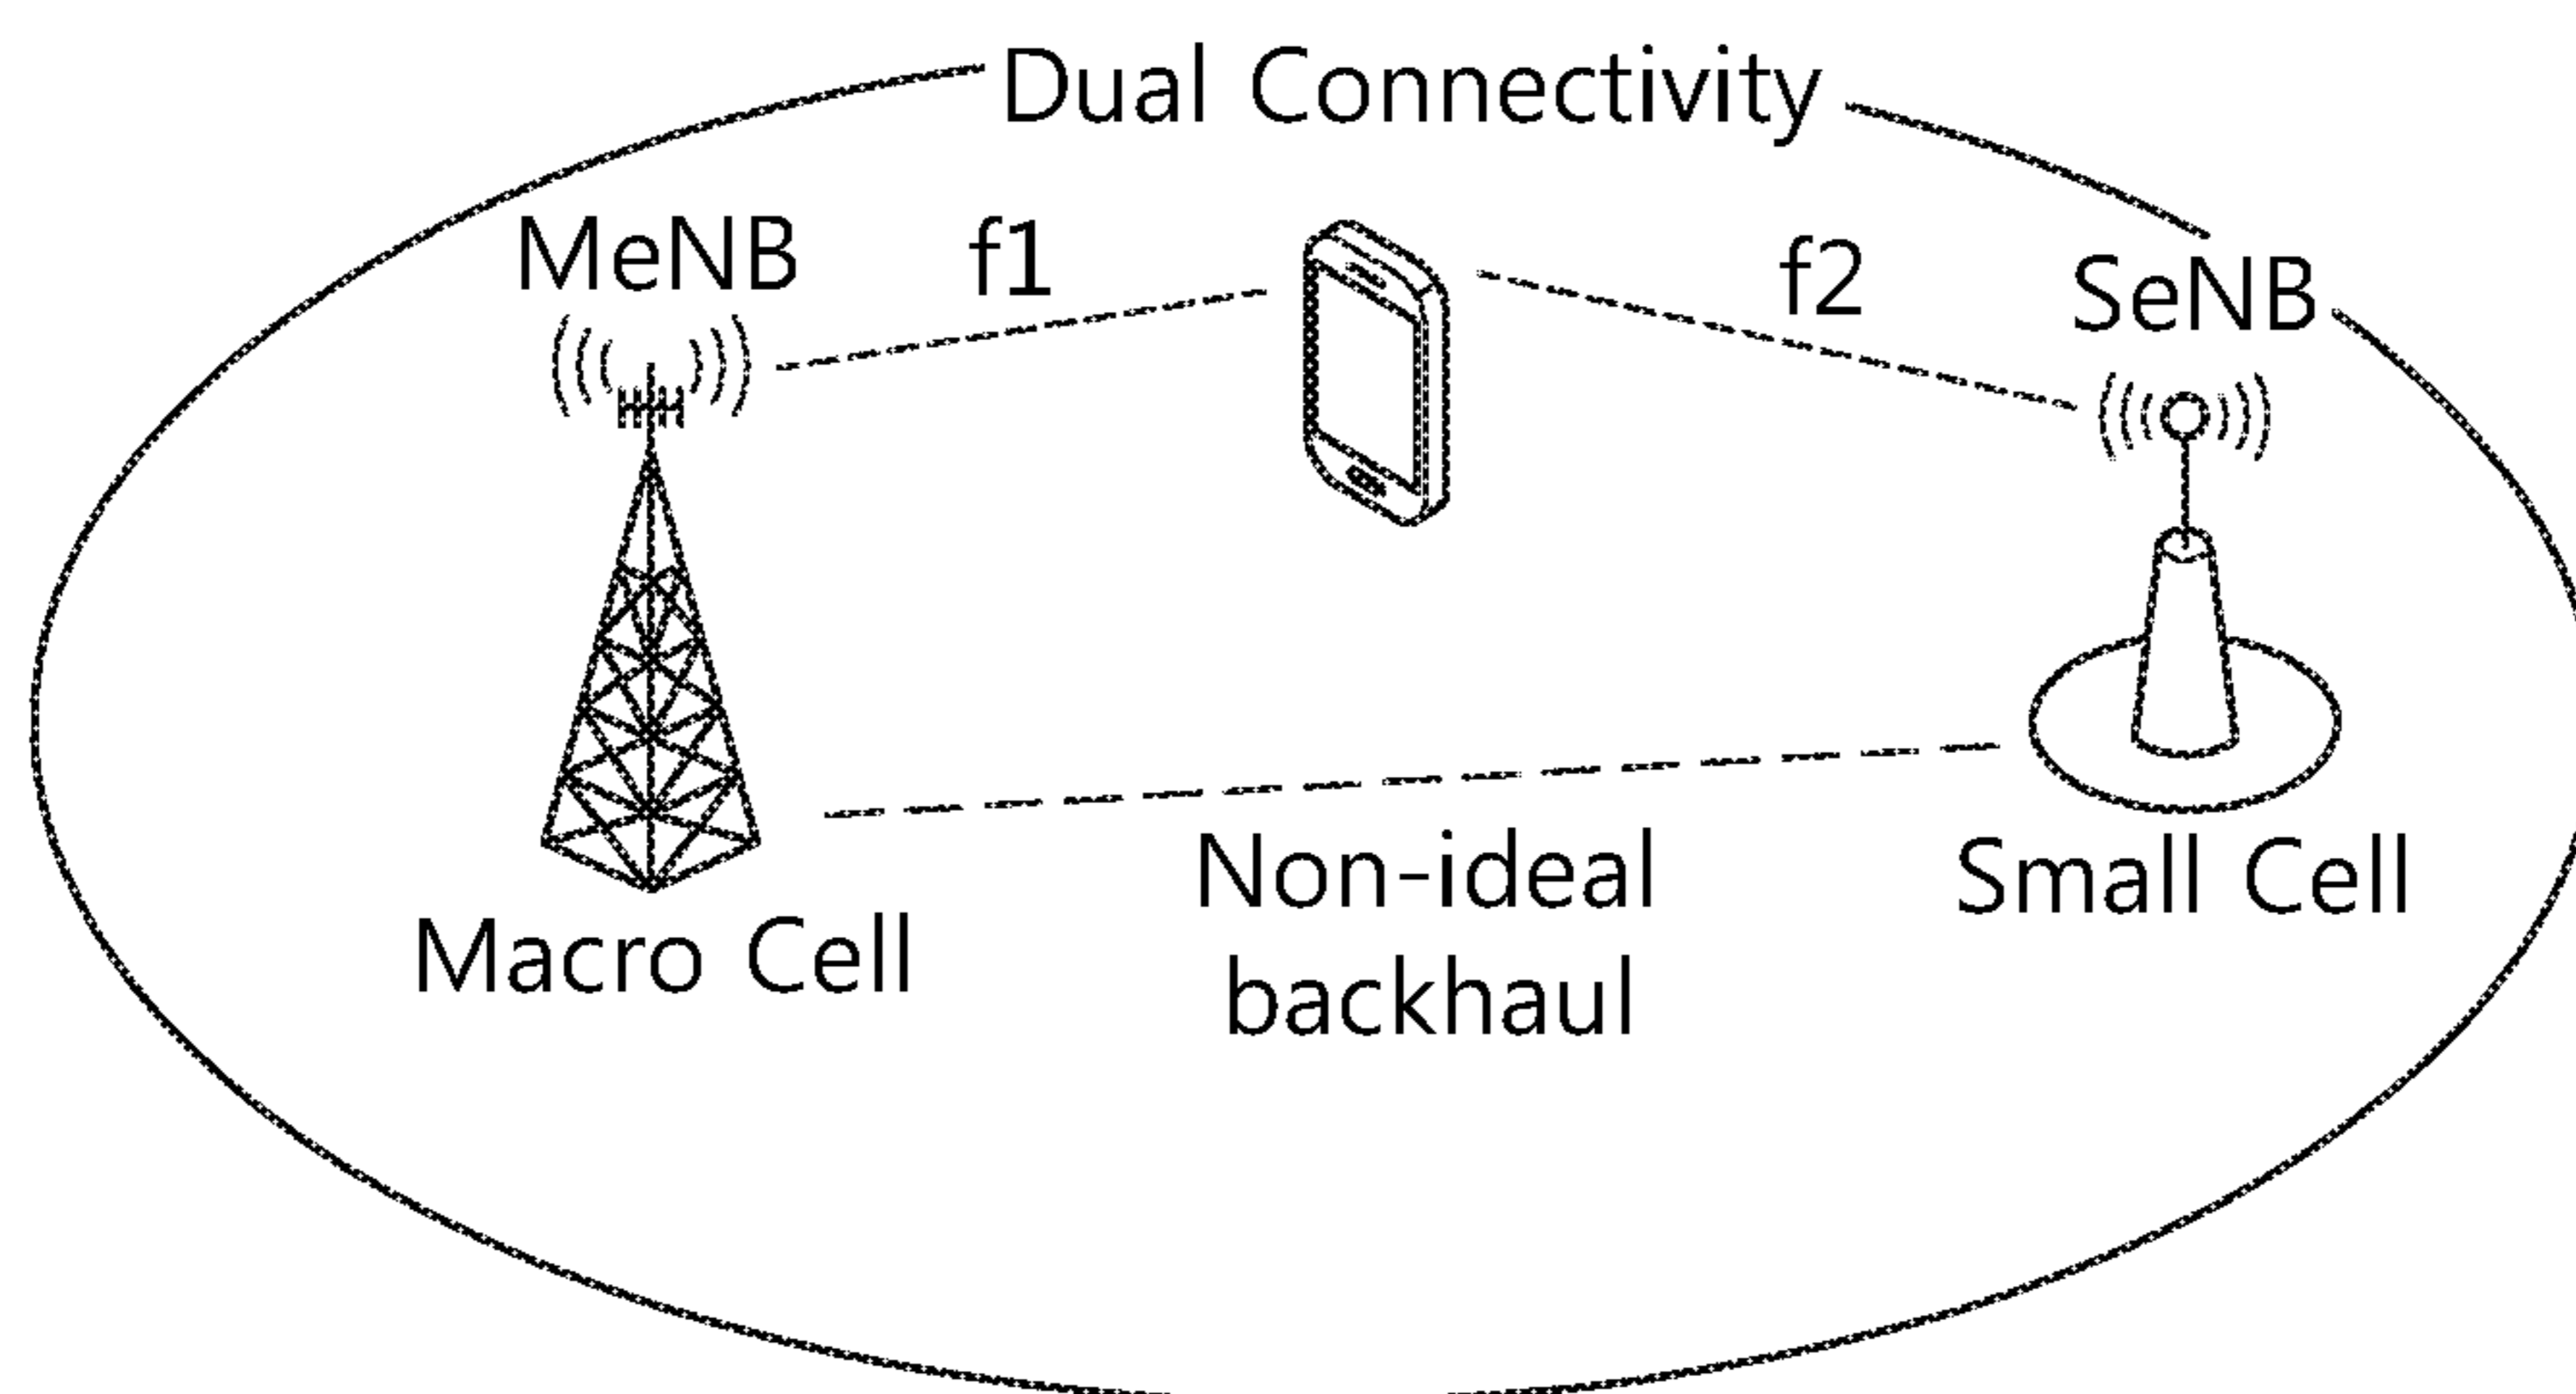 Dual Connectivity
MeNB
f1
f2
SeNB
Non-ideal
backhaul
Small Cell
Macro Cell